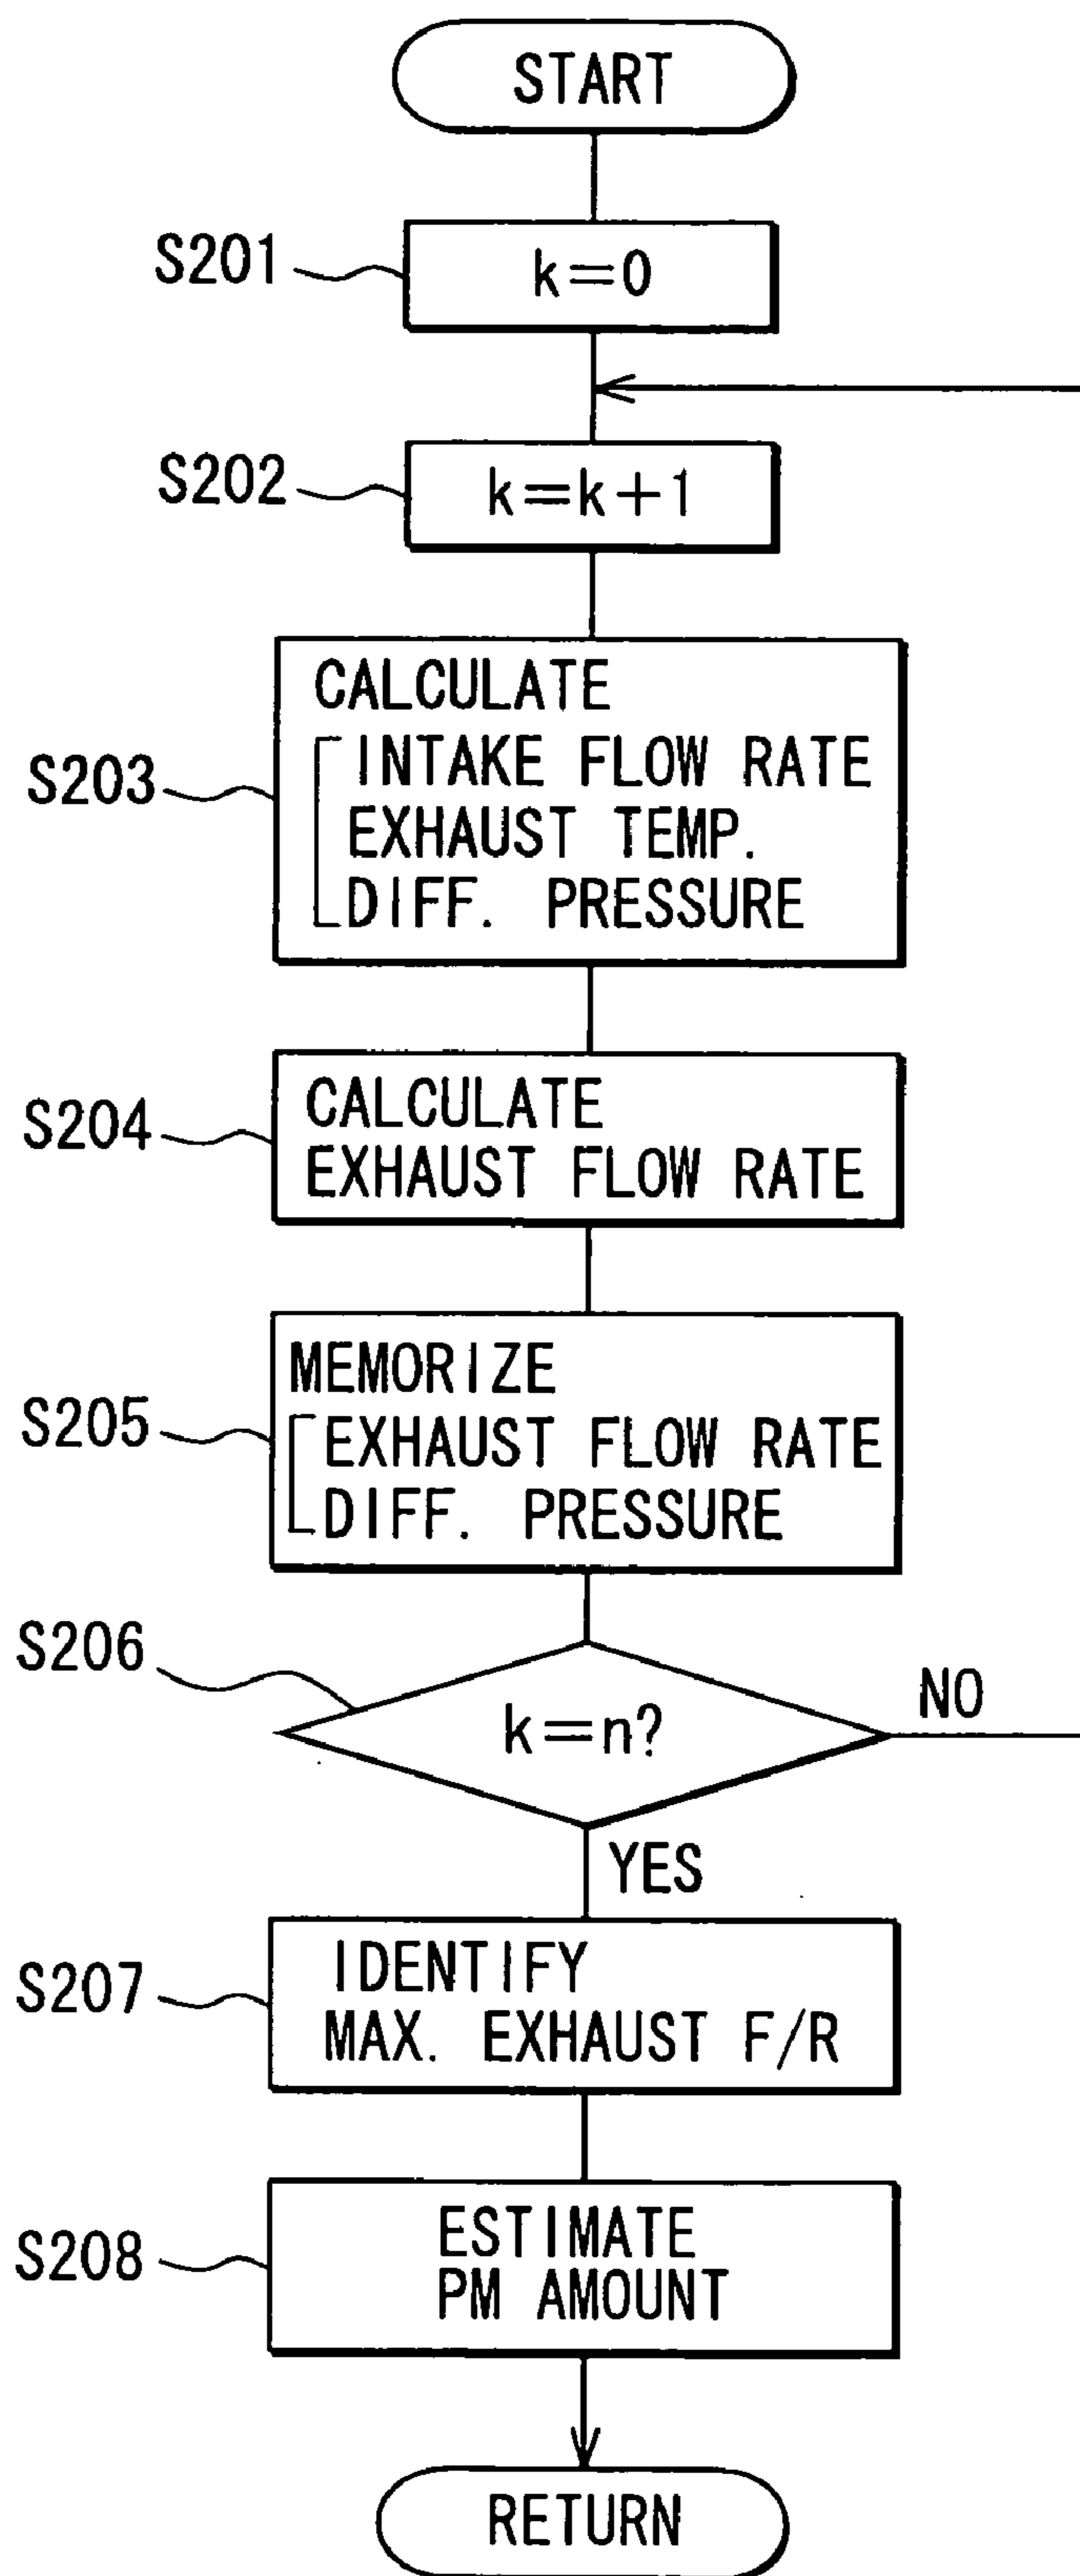 START
S201
k=0
S202
k=k+1
S203
CALCULATE
INTAKE FLOW RATE
EXHAUST TEMP.
DIFF. PRESSURE
S204
CALCULATE
EXHAUST FLOW RATE
S205
MEMORIZE
EXHAUST FLOW RATE
DIFF. PRESSURE
S206
k=n?
NO
YES
S207
IDENTIFY
MAX. EXHAUST F/R
S208
ESTIMATE
PM AMOUNT
RETURN